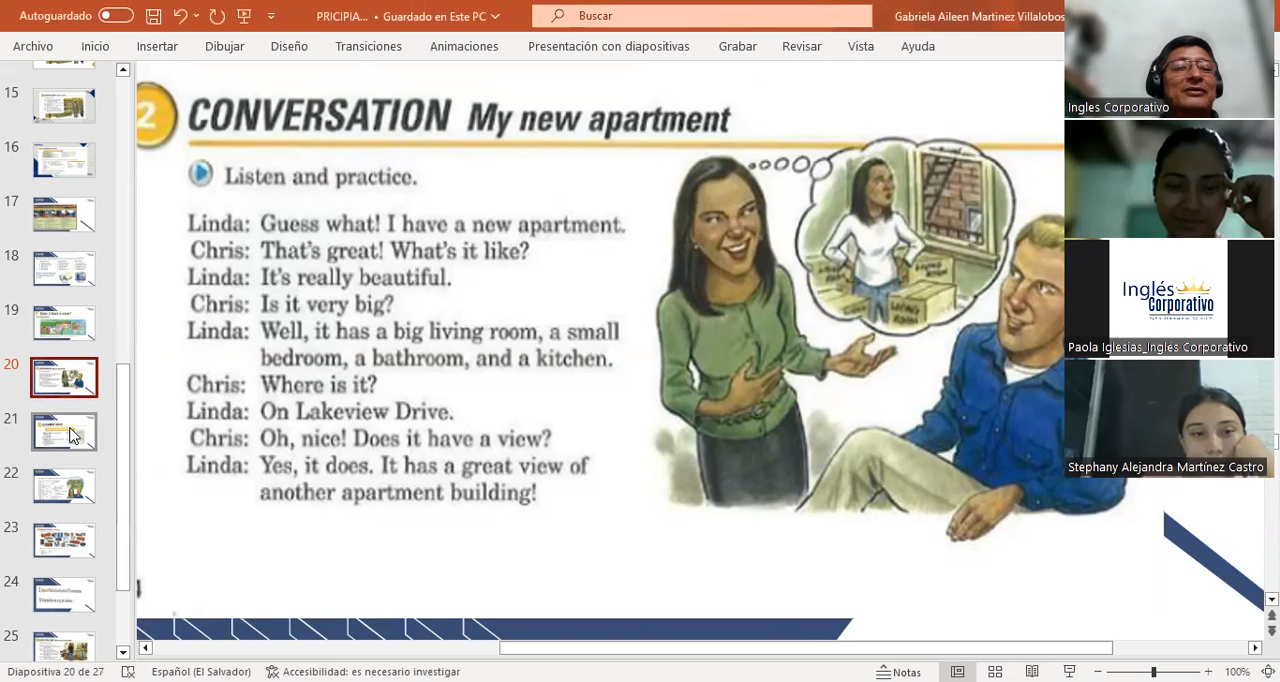 Autoguardado
PRICIPIA... • Guardado en Este PC
Buscar
Gabriela Aileen Martinez Villalobos
Archivo Inicio Insertar Dibujar Diseño Transiciones Animaciones Presentación con diapositivas Grabar Revisar Vista Ayuda
15
16
17
18
19
20
21
22
23
24
25
2 CONVERSATION My new apartment
Listen and practice.
Linda: Guess what! I have a new apartment.
Chris: That's great! What's it like?
Linda: It's really beautiful.
Chris: Is it very big?
Linda: Well, it has a big living room, a small
bedroom, a bathroom, and a kitchen.
Chris: Where is it?
Linda: On Lakeview Drive.
Chris: Oh, nice! Does it have a view?
Linda: Yes, it does. It has a great view of
another apartment building!
LIVING
ROOM
Ingles Corporativo
Inglés
Corporativo
Paola Iglesias_Inglés Corporativo
Stephany Alejandra Martínez Castro
Diapositiva 20 de 27 Español (El Salvador) Accesibilidad: es necesario investigar Notas 100%